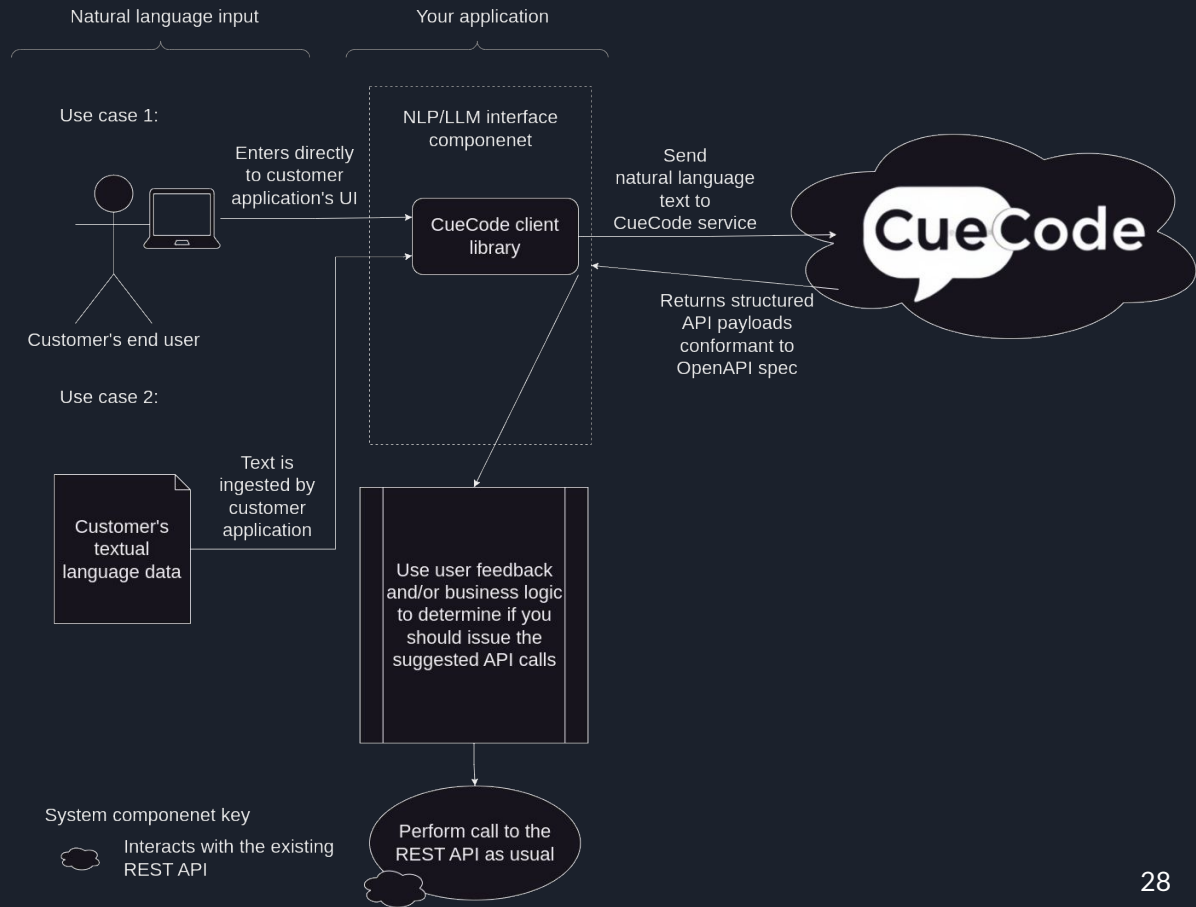 Natural language input
Your application
Use case 1:
Enters directly
to customer
application's UI
Customer's end user
NLP/LLM interface
componenet
CueCode client
library
Send
natural language
text to
CueCode service
CueCode
Returns structured
API payloads
conformant to
OpenAPI spec
Use case 2:
Customer's
textual
language data
Text is
ingested by
customer
application
Use user feedback
and/or business logic
to determine if you
should issue the
suggested API calls
Perform call to the
REST API as usual
System componenet key
Interacts with the existing
REST API
28